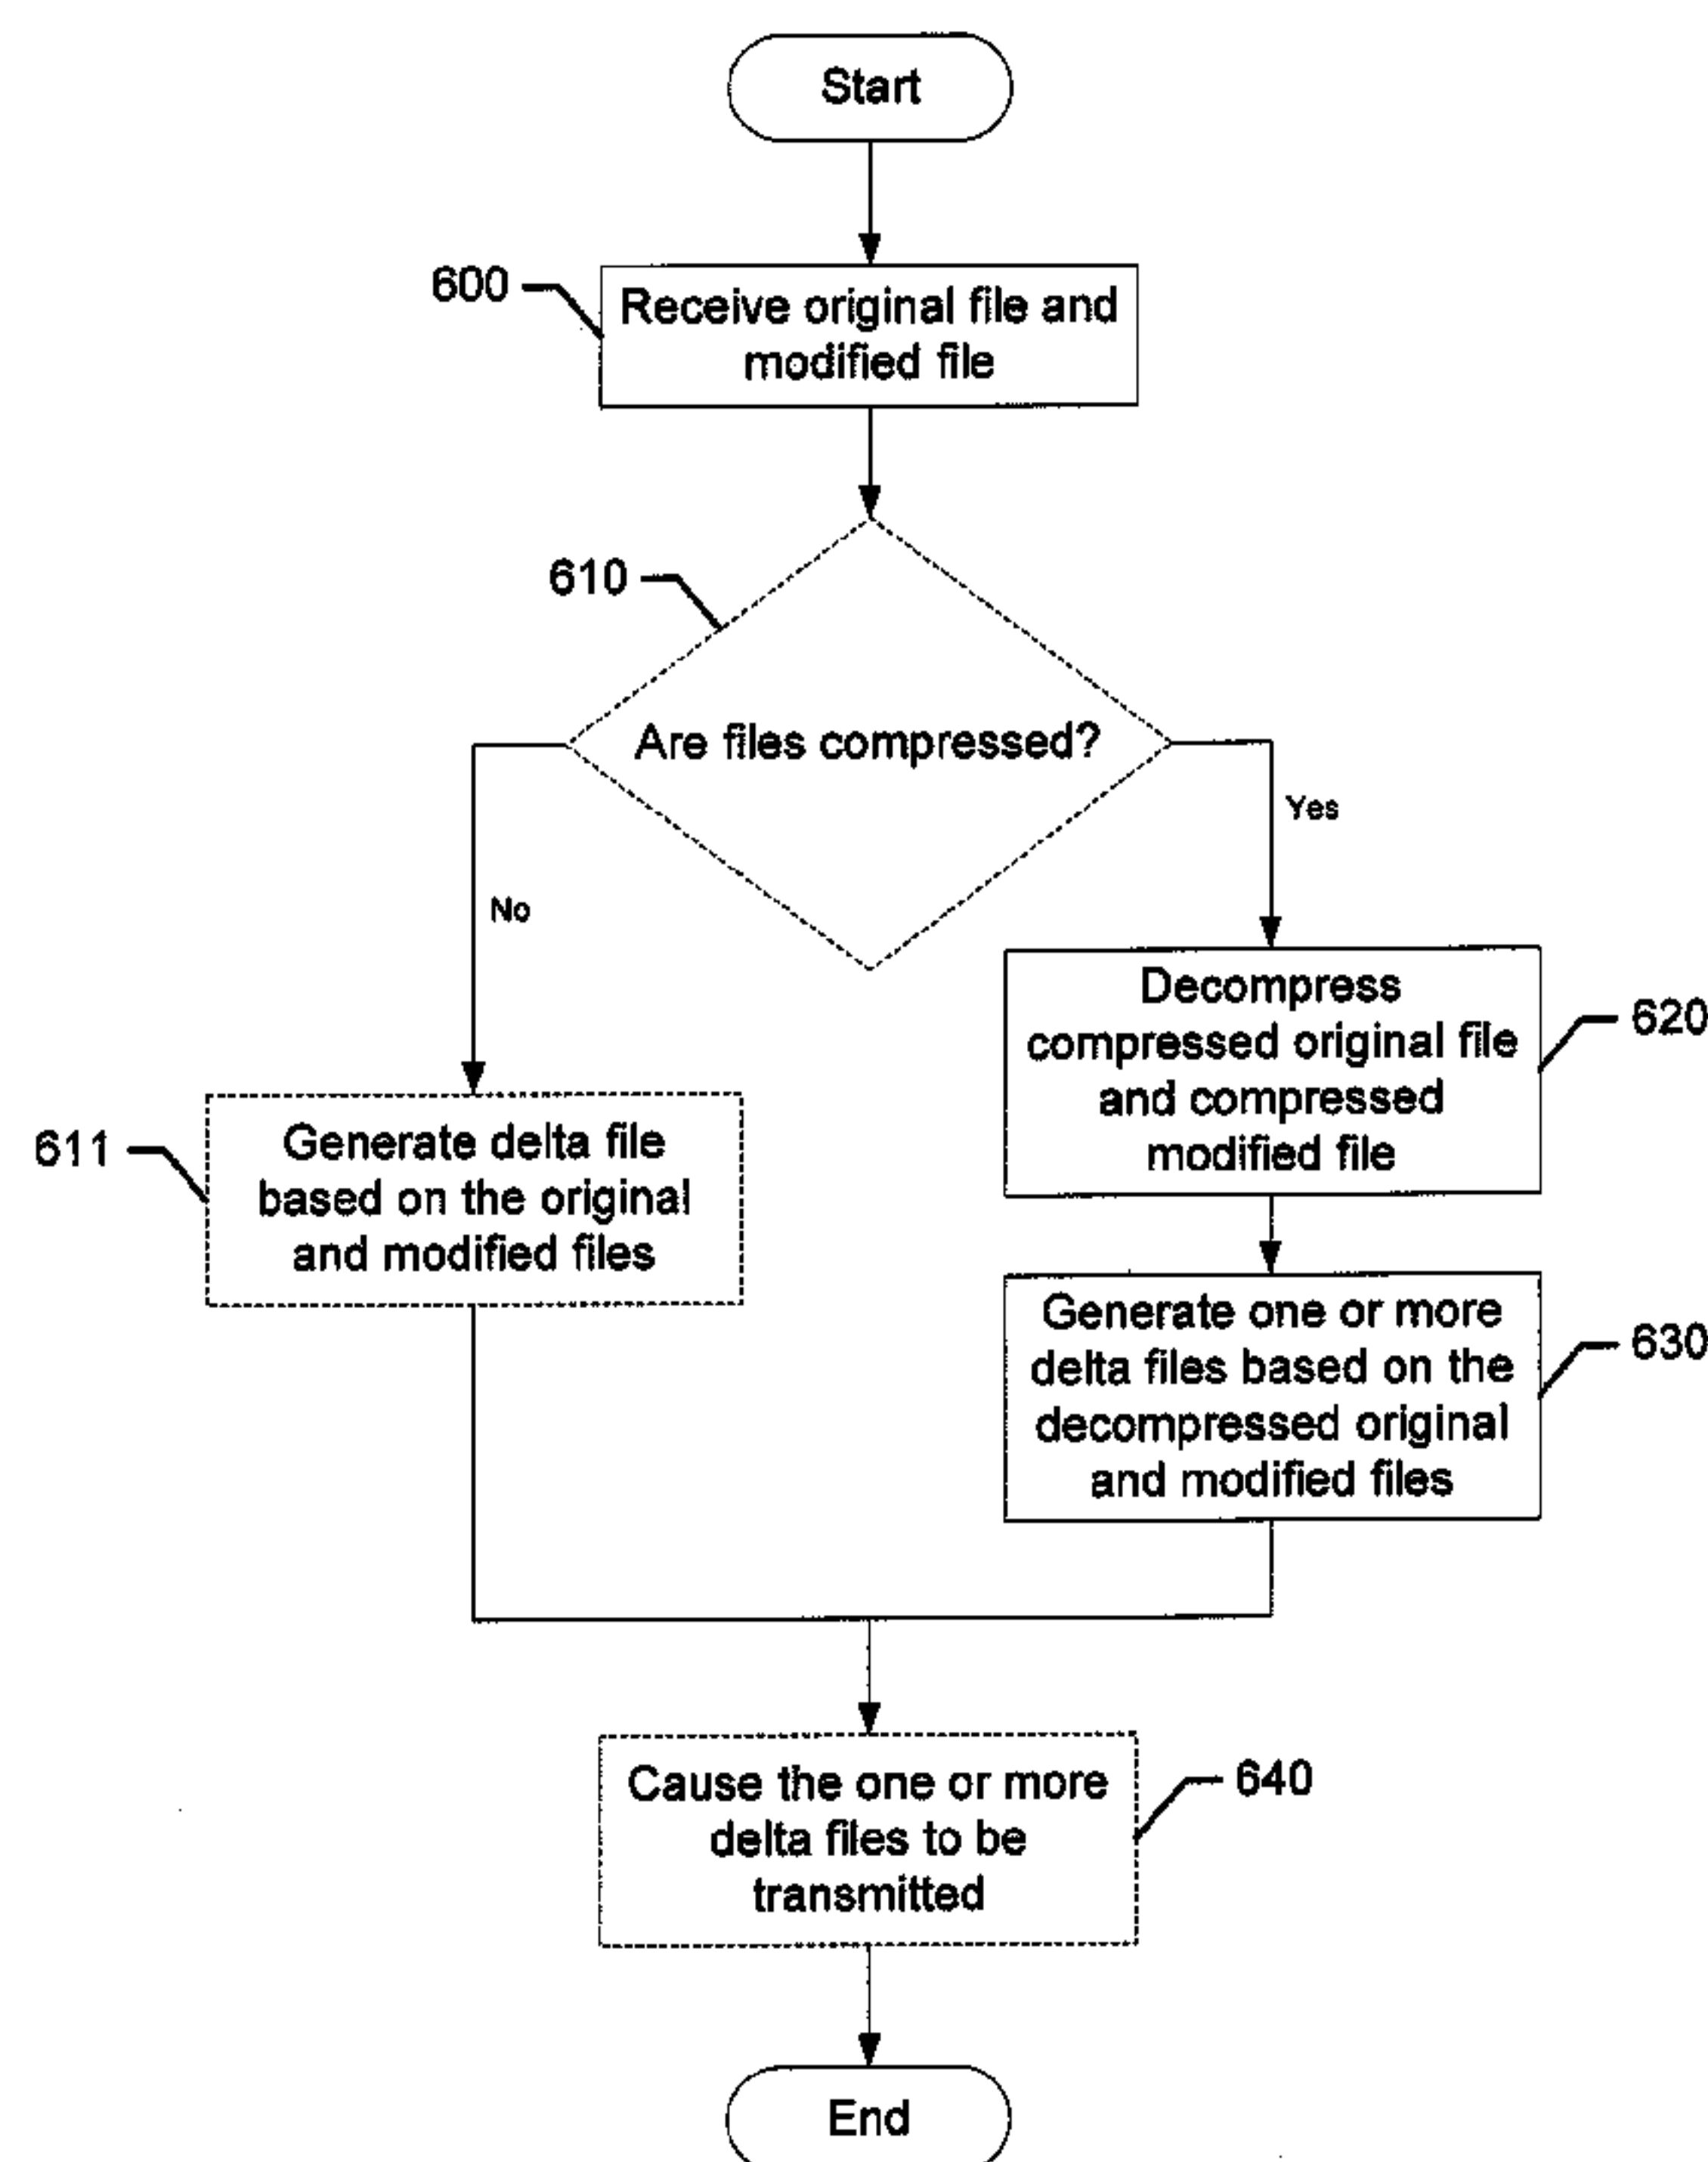 Start
600
Receive original file and
modified file
610
Are files compressed?
Yes
No
Decompress
compressed original file
and compressed
modified file
620
611
Generate delta file
based on the original
and modified files
Generate one or more
delta files based on the
decompressed original
and modified files
630
Cause the one or more
delta files to be
transmitted
640
End